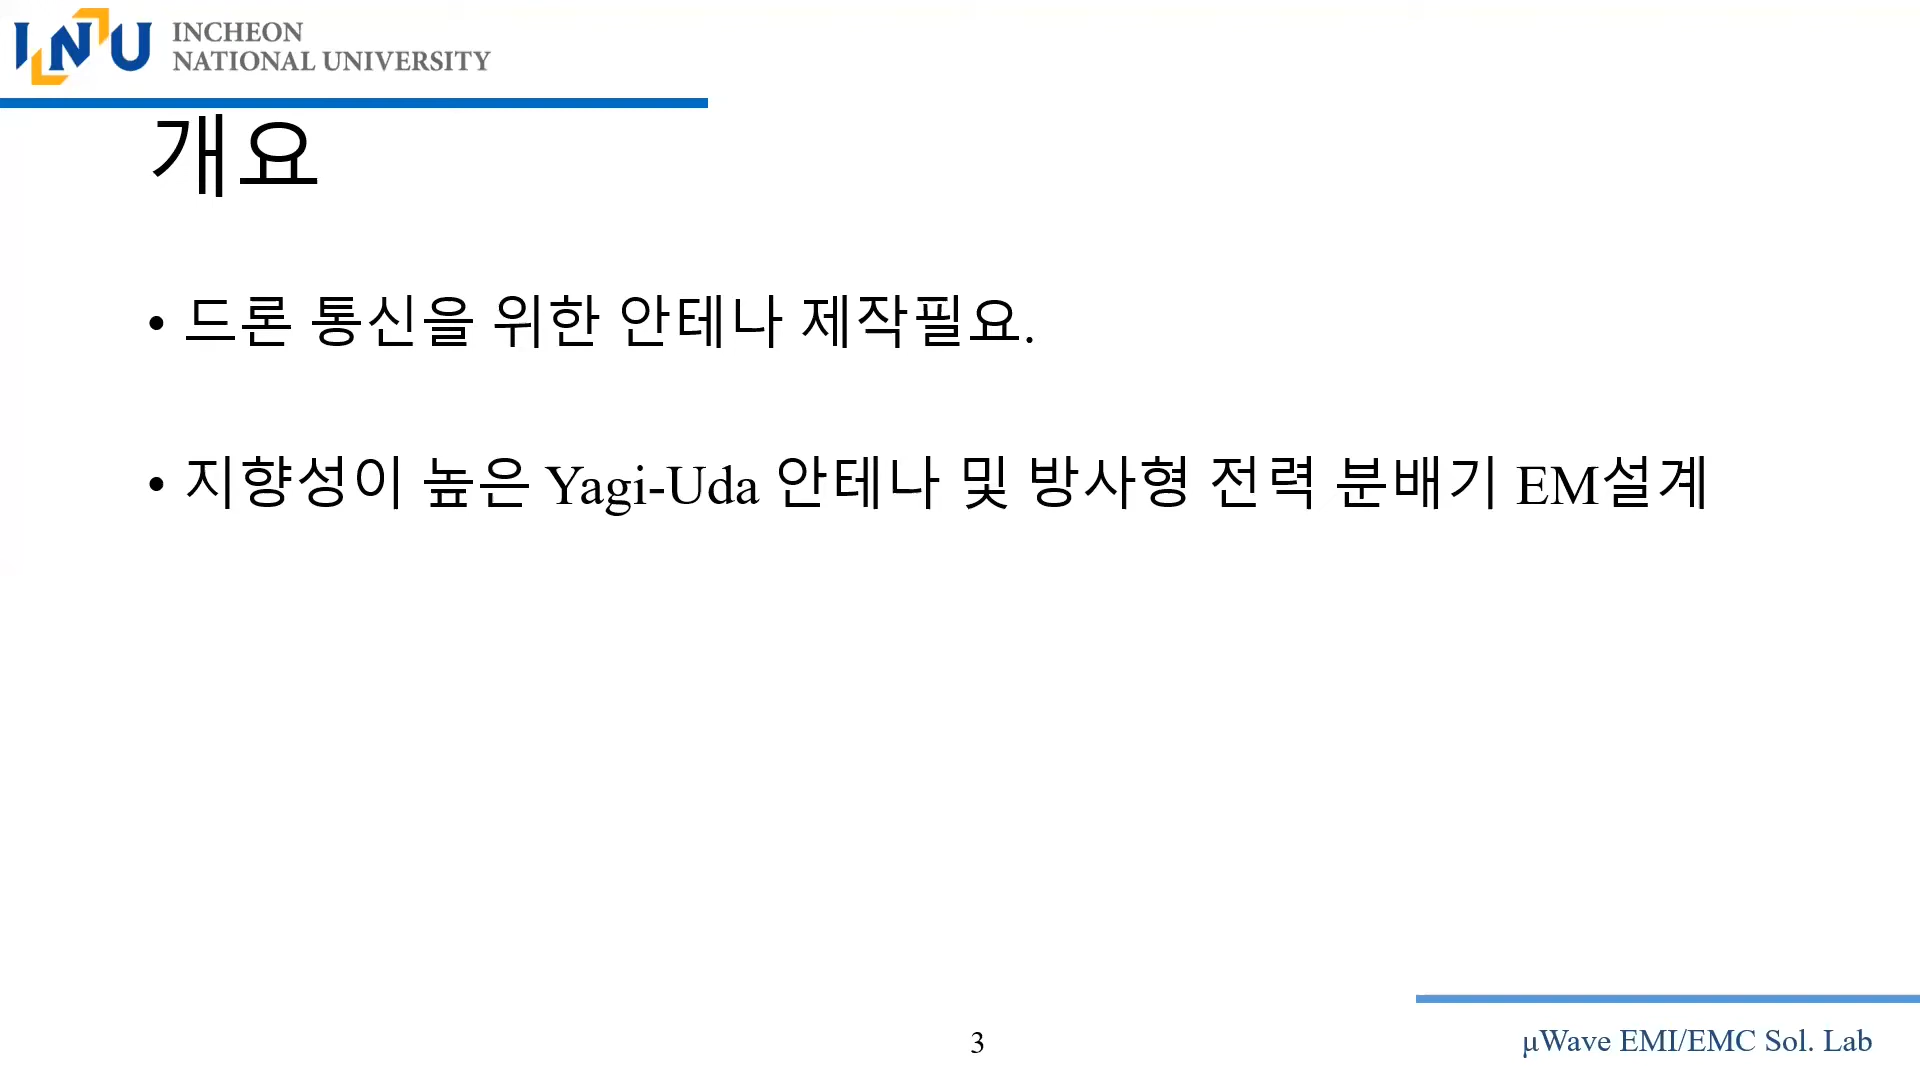 INU
INCHEON
NATIONAL UNIVERSITY
개요
• 드론 통신을 위한 안테나 제작필요.
• 지향성이 높은 Yagi-Uda 안테나 및 방사형 전력 분배기 EM설계
3
μWave EMI/EMC Sol. Lab